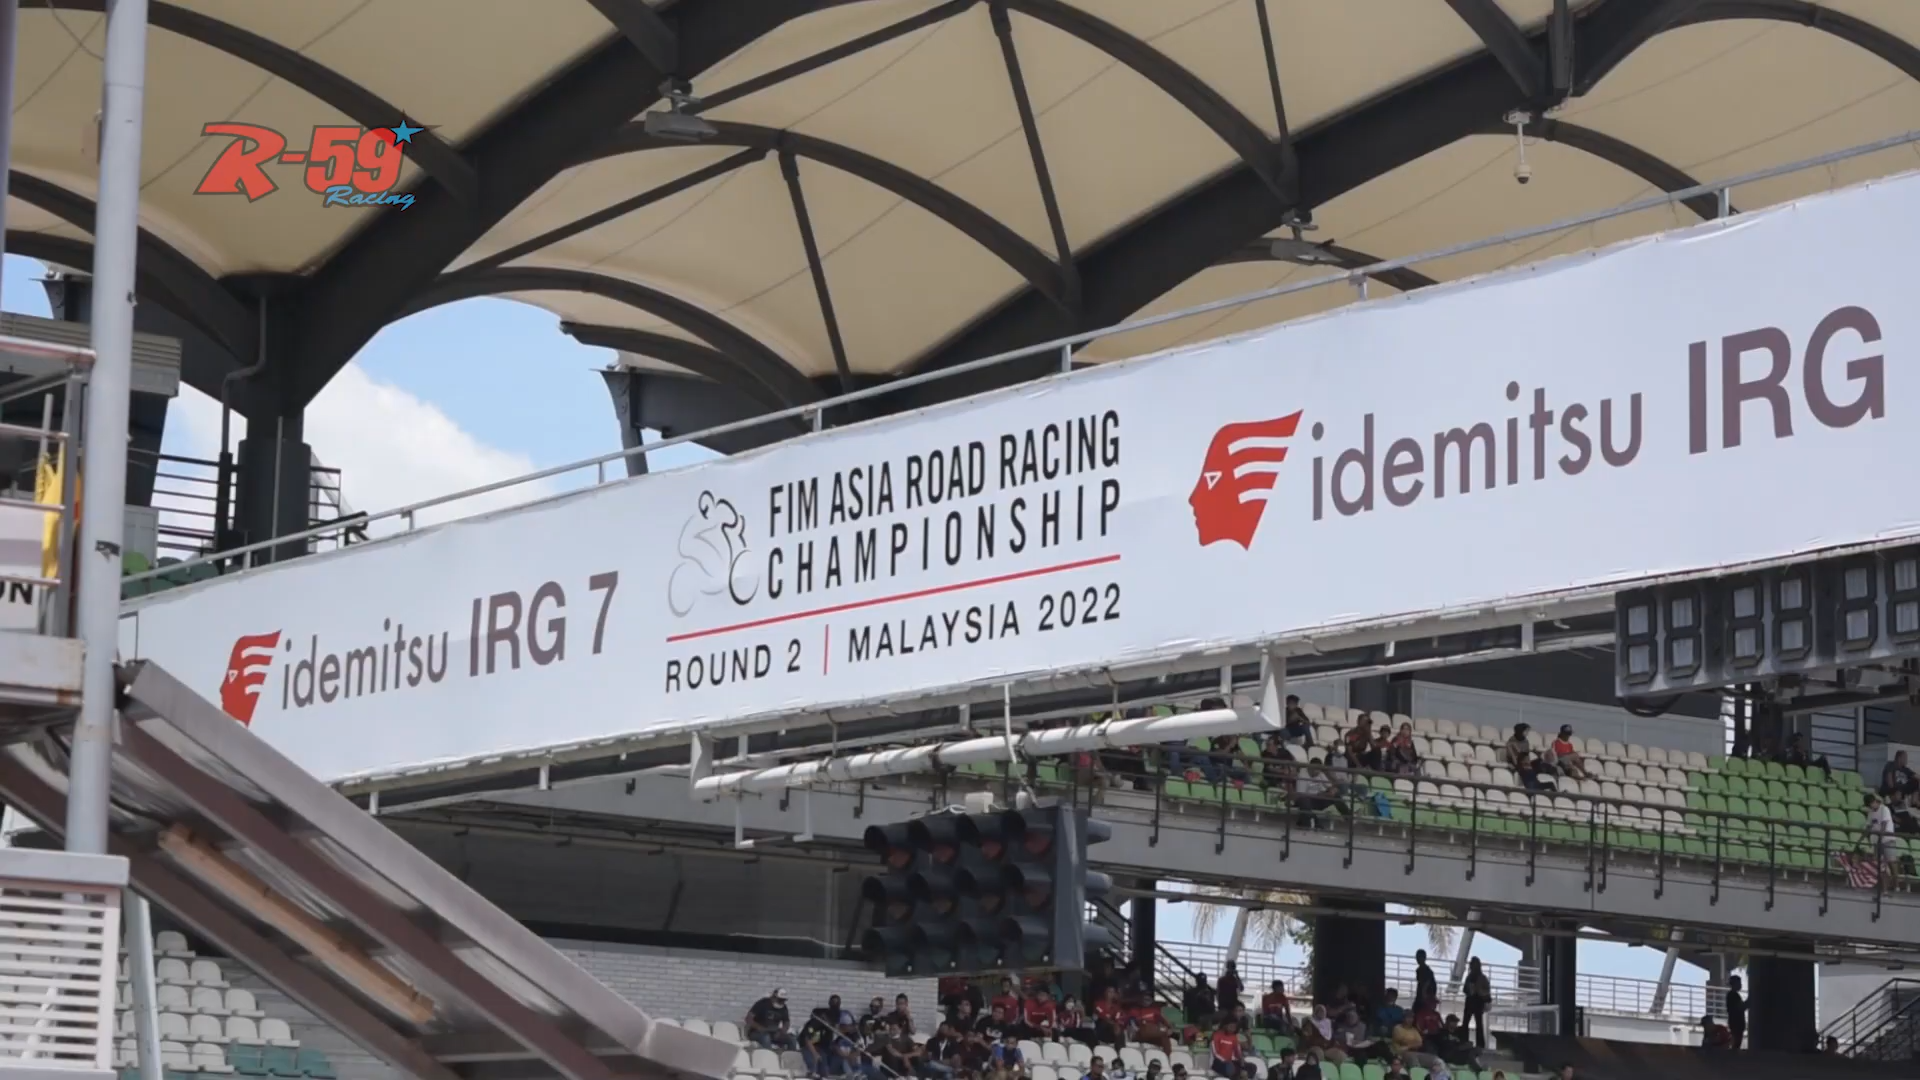 R-59
Racing
idemitsu IRG 7
FIM ASIA ROAD RACING
CHAMPIONSHIP
ROUND 2 | MALAYSIA 2022
idemitsu IRG